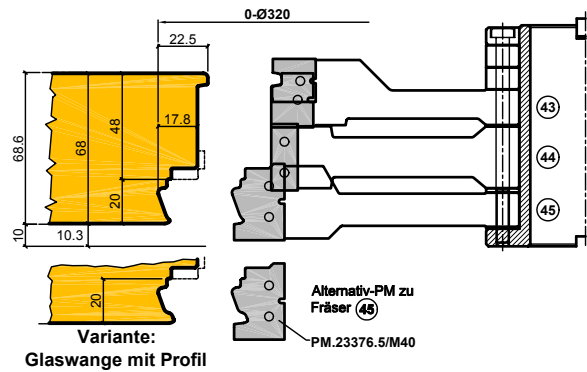 0-Ø320
22.5
17.8
48
68.6
68
20
10
10.3
43
44
45
20
Alternativ-PM zu
Fräser 45
PM.23376.5/M40
Variante:
Glaswange mit Profil